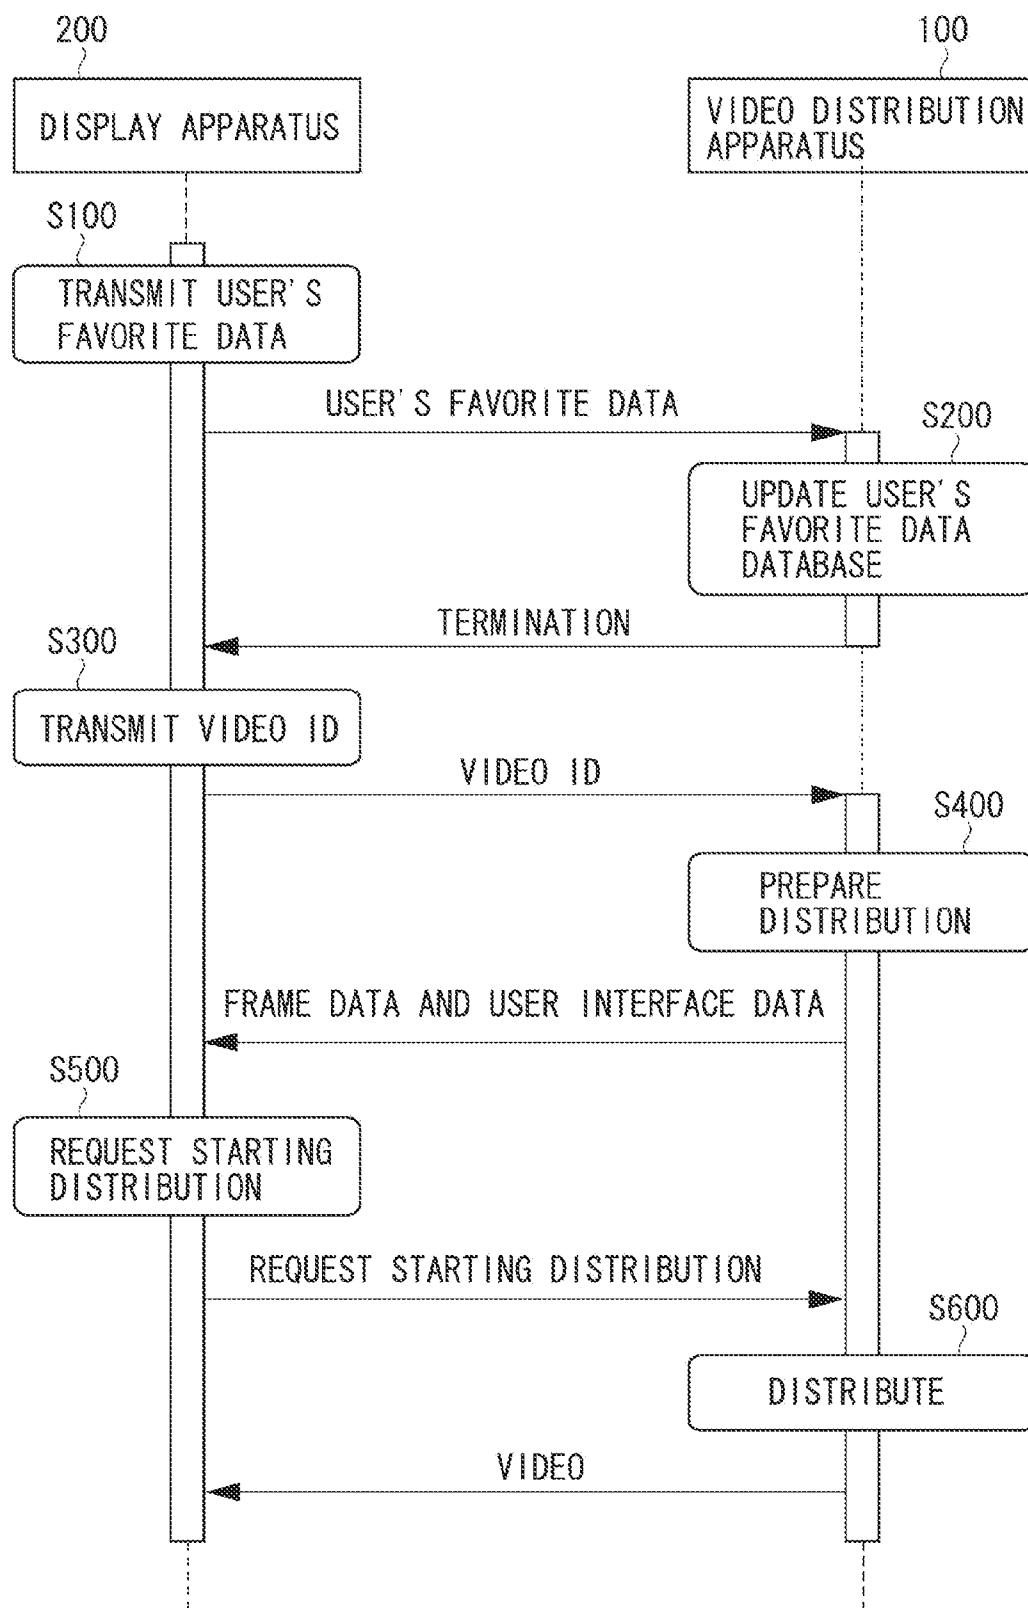 200
100
DISPLAY APPARATUS
VIDEO DISTRIBUTION
APPARATUS
S100
TRANSMIT USER'S
FAVORITE DATA
USER'S FAVORITE DATA
S200
UPDATE USER'S
FAVORITE DATA
DATABASE
TERMINATION
S300
TRANSMIT VIDEO ID
VIDEO ID
S400
PREPARE
DISTRIBUTION
FRAME DATA AND USER INTERFACE DATA
S500
REQUEST STARTING
DISTRIBUTION
REQUEST STARTING DISTRIBUTION
S600
DISTRIBUTE
VIDEO